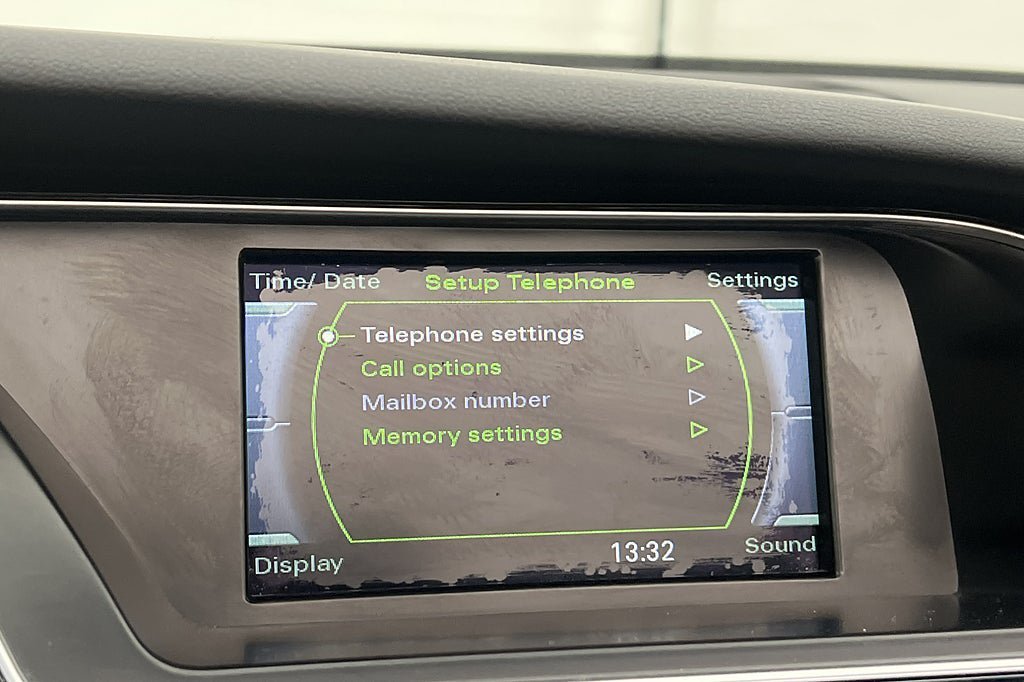 Time/ Date Setup Telephone Settings
Telephone settings
Call options
Mailbox number
Memory settings
Display 13:32 Sound